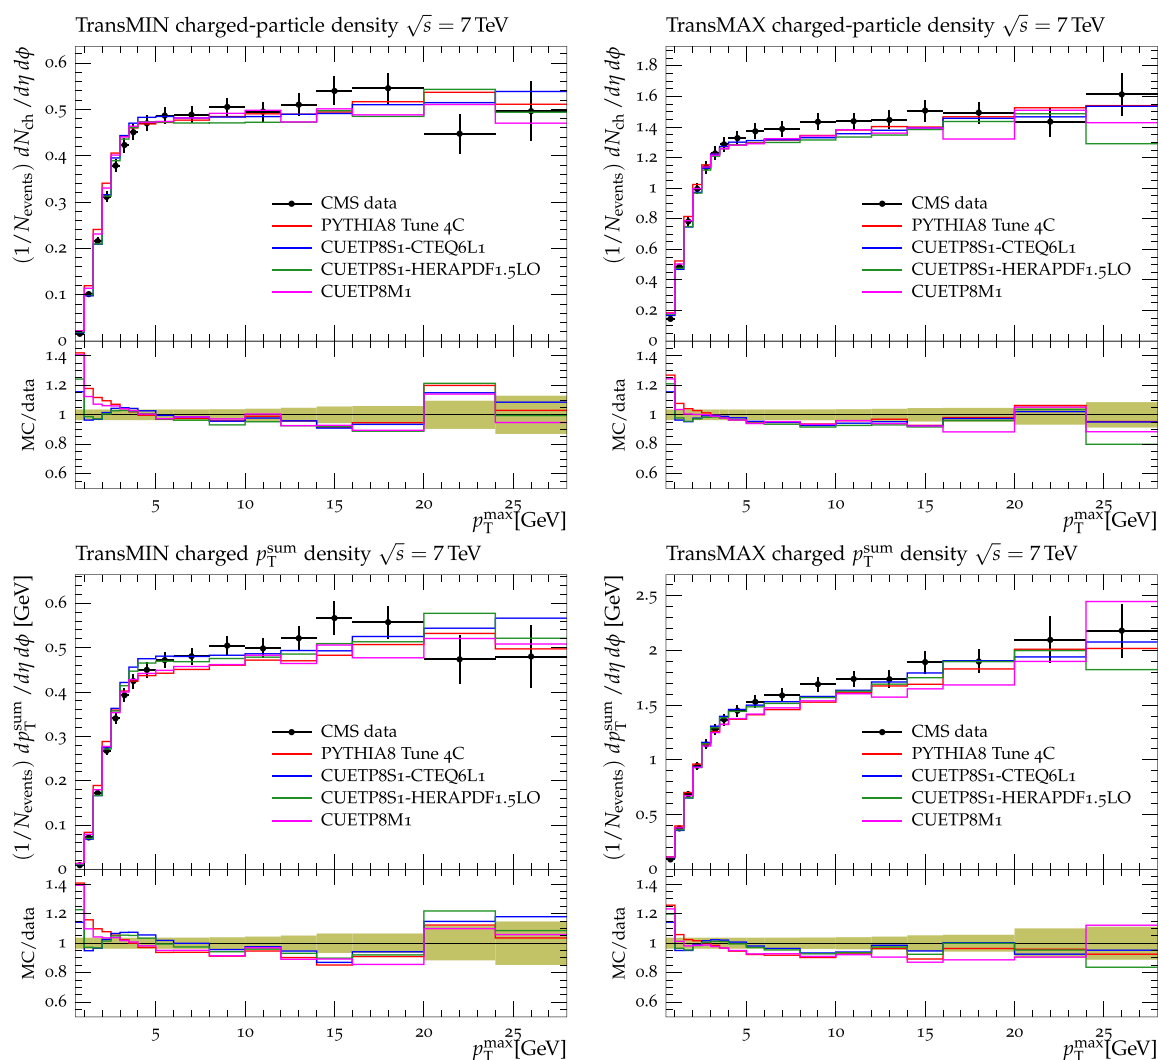 TransMIN charged-particle density √s = 7 TeV
(1/N_events) dN_ch/dη dϕ
0.6
0.5
0.4
0.3
0.2
0.1
0
CMS data
PYTHIA8 Tune 4C
CUETP8S1-CTEQ6L1
CUETP8S1-HERAPDF1.5LO
CUETP8M1
MC/data
1.4
1.2
1
0.8
0.6
5 10 15 20 25
p_T^max[GeV]
TransMAX charged-particle density √s = 7 TeV
(1/N_events) dN_ch/dη dϕ
1.8
1.6
1.4
1.2
1
0.8
0.6
0.4
0.2
0
CMS data
PYTHIA8 Tune 4C
CUETP8S1-CTEQ6L1
CUETP8S1-HERAPDF1.5LO
CUETP8M1
MC/data
1.4
1.2
1
0.8
0.6
5 10 15 20 25
p_T^max[GeV]
TransMIN charged p_T^sum density √s = 7 TeV
(1/N_events) dp_T^sum/dη dϕ [GeV]
0.6
0.5
0.4
0.3
0.2
0.1
0
CMS data
PYTHIA8 Tune 4C
CUETP8S1-CTEQ6L1
CUETP8S1-HERAPDF1.5LO
CUETP8M1
MC/data
1.4
1.2
1
0.8
0.6
5 10 15 20 25
p_T^max[GeV]
TransMAX charged p_T^sum density √s = 7 TeV
(1/N_events) dp_T^sum/dη dϕ [GeV]
2.5
2
1.5
1
0.5
0
CMS data
PYTHIA8 Tune 4C
CUETP8S1-CTEQ6L1
CUETP8S1-HERAPDF1.5LO
CUETP8M1
MC/data
1.4
1.2
1
0.8
0.6
5 10 15 20 25
p_T^max[GeV]